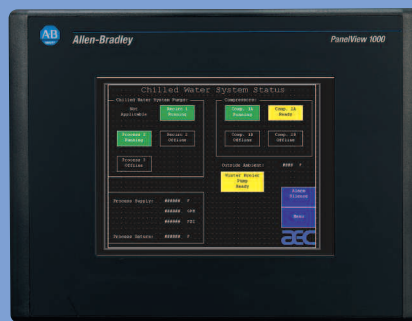 AB
Allen-Bradley
PanelView 1000
Chilled Water System Status
Chilled Water System Pumps:
Compressors:
Not
Applicable
Recirc 1
Running
Comp. 1A
Running
Comp. 2A
Ready
Process 2
Running
Recirc 2
Offline
Comp. 1B
Offline
Comp. 2B
Offline
Process 3
Offline
Outside Ambient:
#### F
Winter Bypass
Pump
Ready
Process Supply:
###### F
###### GPM
###### PSI
Process Return:
###### F
Alarm
Silence
Menu
aec